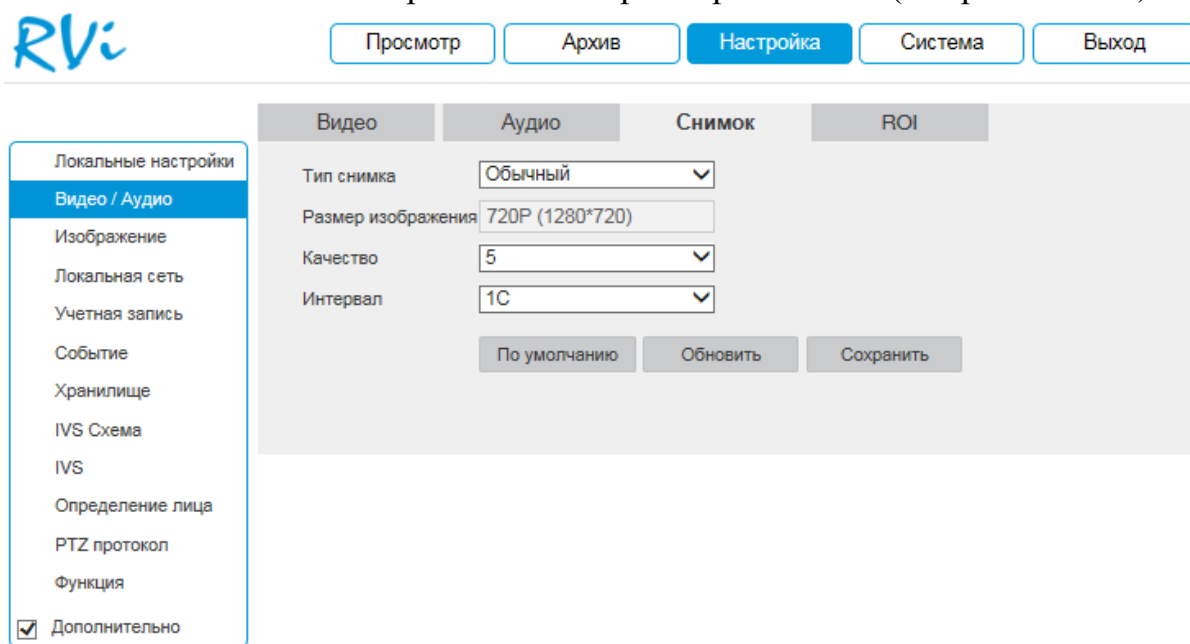 RVi
Просмотр Архив Настройка Система Выход
Видео Аудио Снимок ROI
Локальные настройки
Видео / Аудио
Изображение
Локальная сеть
Учетная запись
Событие
Хранилище
IVS Схема
IVS
Определение лица
PTZ протокол
Функция
Дополнительно
Тип снимка Обычный
Размер изображения 720P (1280*720)
Качество 5
Интервал 1С
По умолчанию Обновить Сохранить